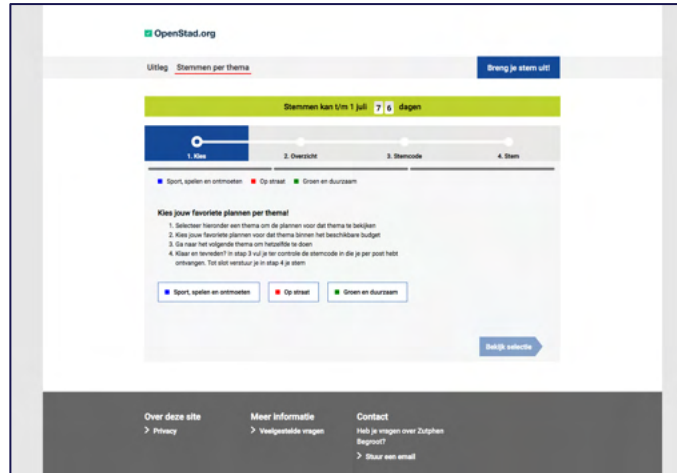 OpenStad.org
Uitleg Stemmen per thema Breng je stem uit!
Stemmen kan t/m 1 juli 7 6 dagen
1. Kies 2. Overzicht 3. Stemcode 4. Stem
Sport, spelen en ontmoeten Op straat Groen en duurzaam
Kies jouw favoriete plannen per thema!
1. Selecteer hieronder een thema om de plannen voor dat thema te bekijken
2. Kies jouw favoriete plannen voor dat thema binnen het beschikbare budget
3. Ga naar het volgende thema om hetzelfde te doen
4. Klaar en tevreden? In stap 3 vul je ter controle de stemcode in die je per post hebt
ontvangen. Tot slot verstuur je in stap 4 je stem
Sport, spelen en ontmoeten Op straat Groen en duurzaam
Bekijk selectie
Over deze site Meer informatie Contact
> Privacy > Veelgestelde vragen Heb je vragen over Zutphen
Begroot?
> Stuur een email